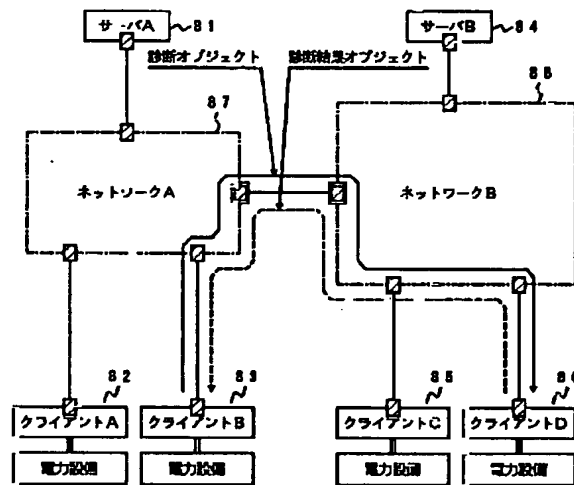 サーバA 81
サーバB 84
診断オブジェクト 診断結果オブジェクト
87
88
ネットワークA
ネットワークB
82
83
85
86
クライアントA
クライアントB
クライアントC
クライアントD
電力設備
電力設備
電力設備
電力設備